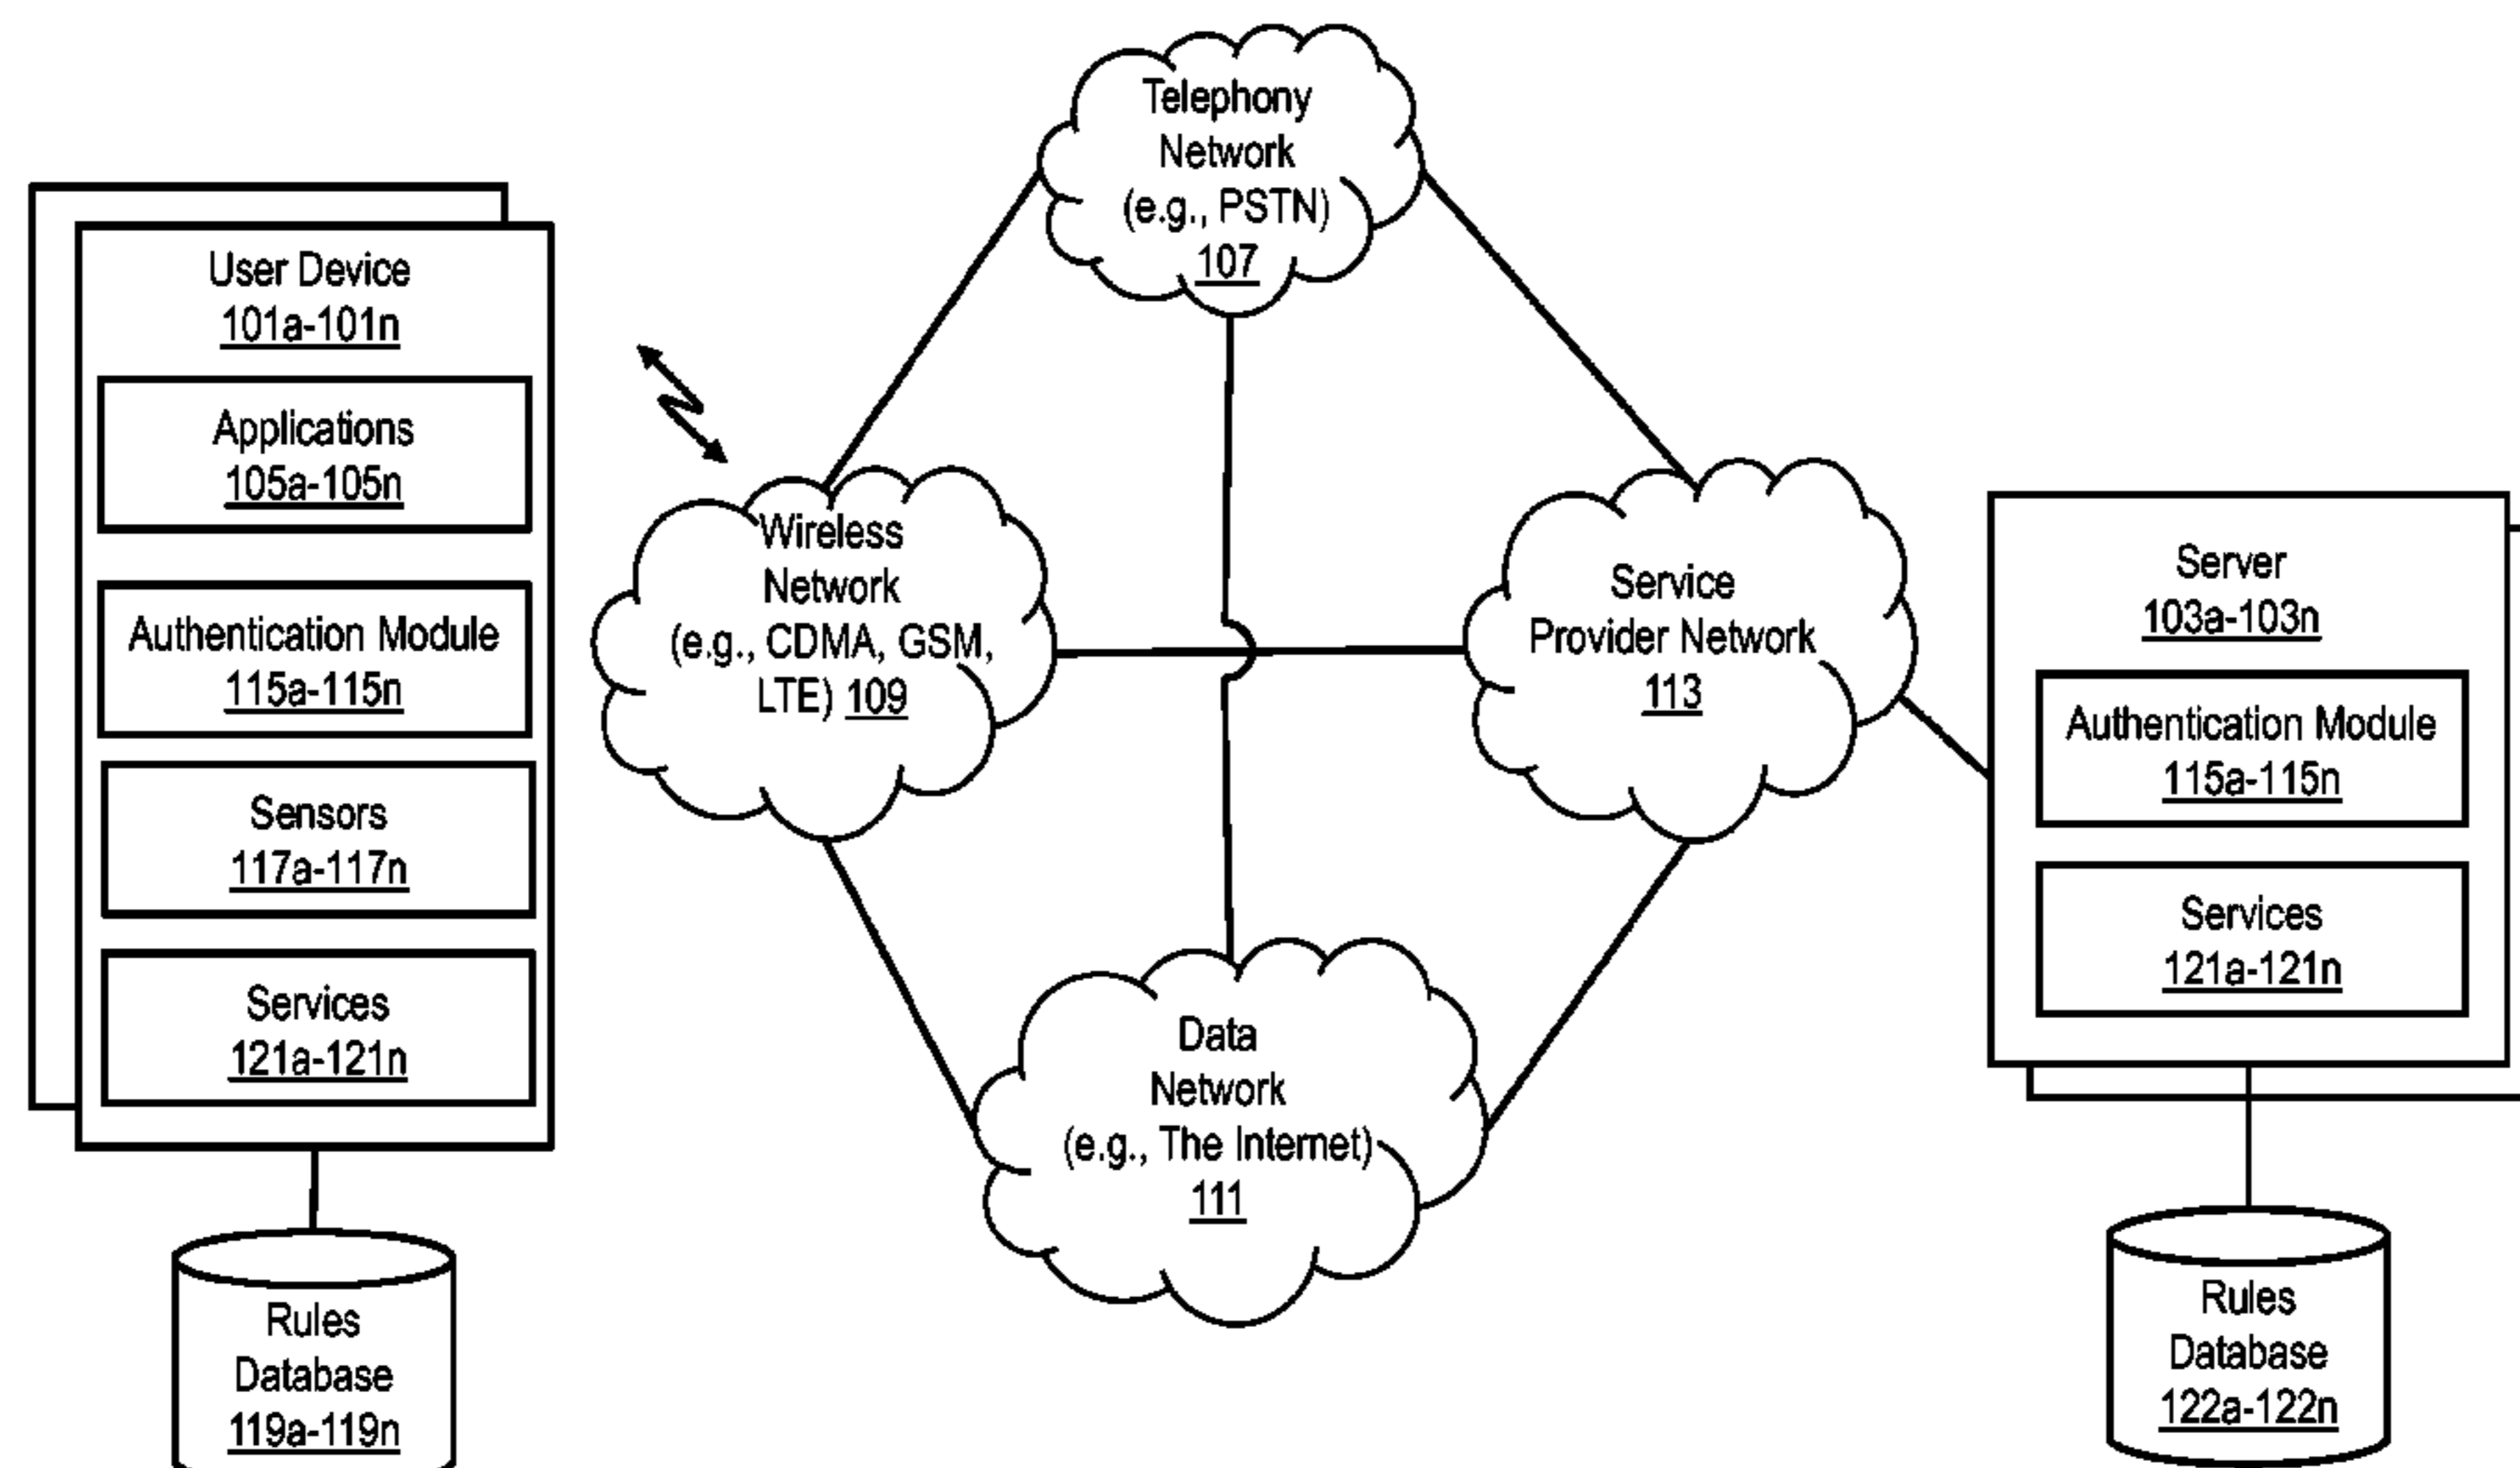 Telephony
Network
(e.g., PSTN)
107
User Device
101a-101n
Applications
105a-105n
Authentication Module
115a-115n
Sensors
117a-117n
Services
121a-121n
Rules
Database
119a-119n
Wireless
Network
(e.g., CDMA, GSM,
LTE) 109
Service
Provider Network
113
Data
Network
(e.g., The Internet)
111
Server
103a-103n
Authentication Module
115a-115n
Services
121a-121n
Rules
Database
122a-122n